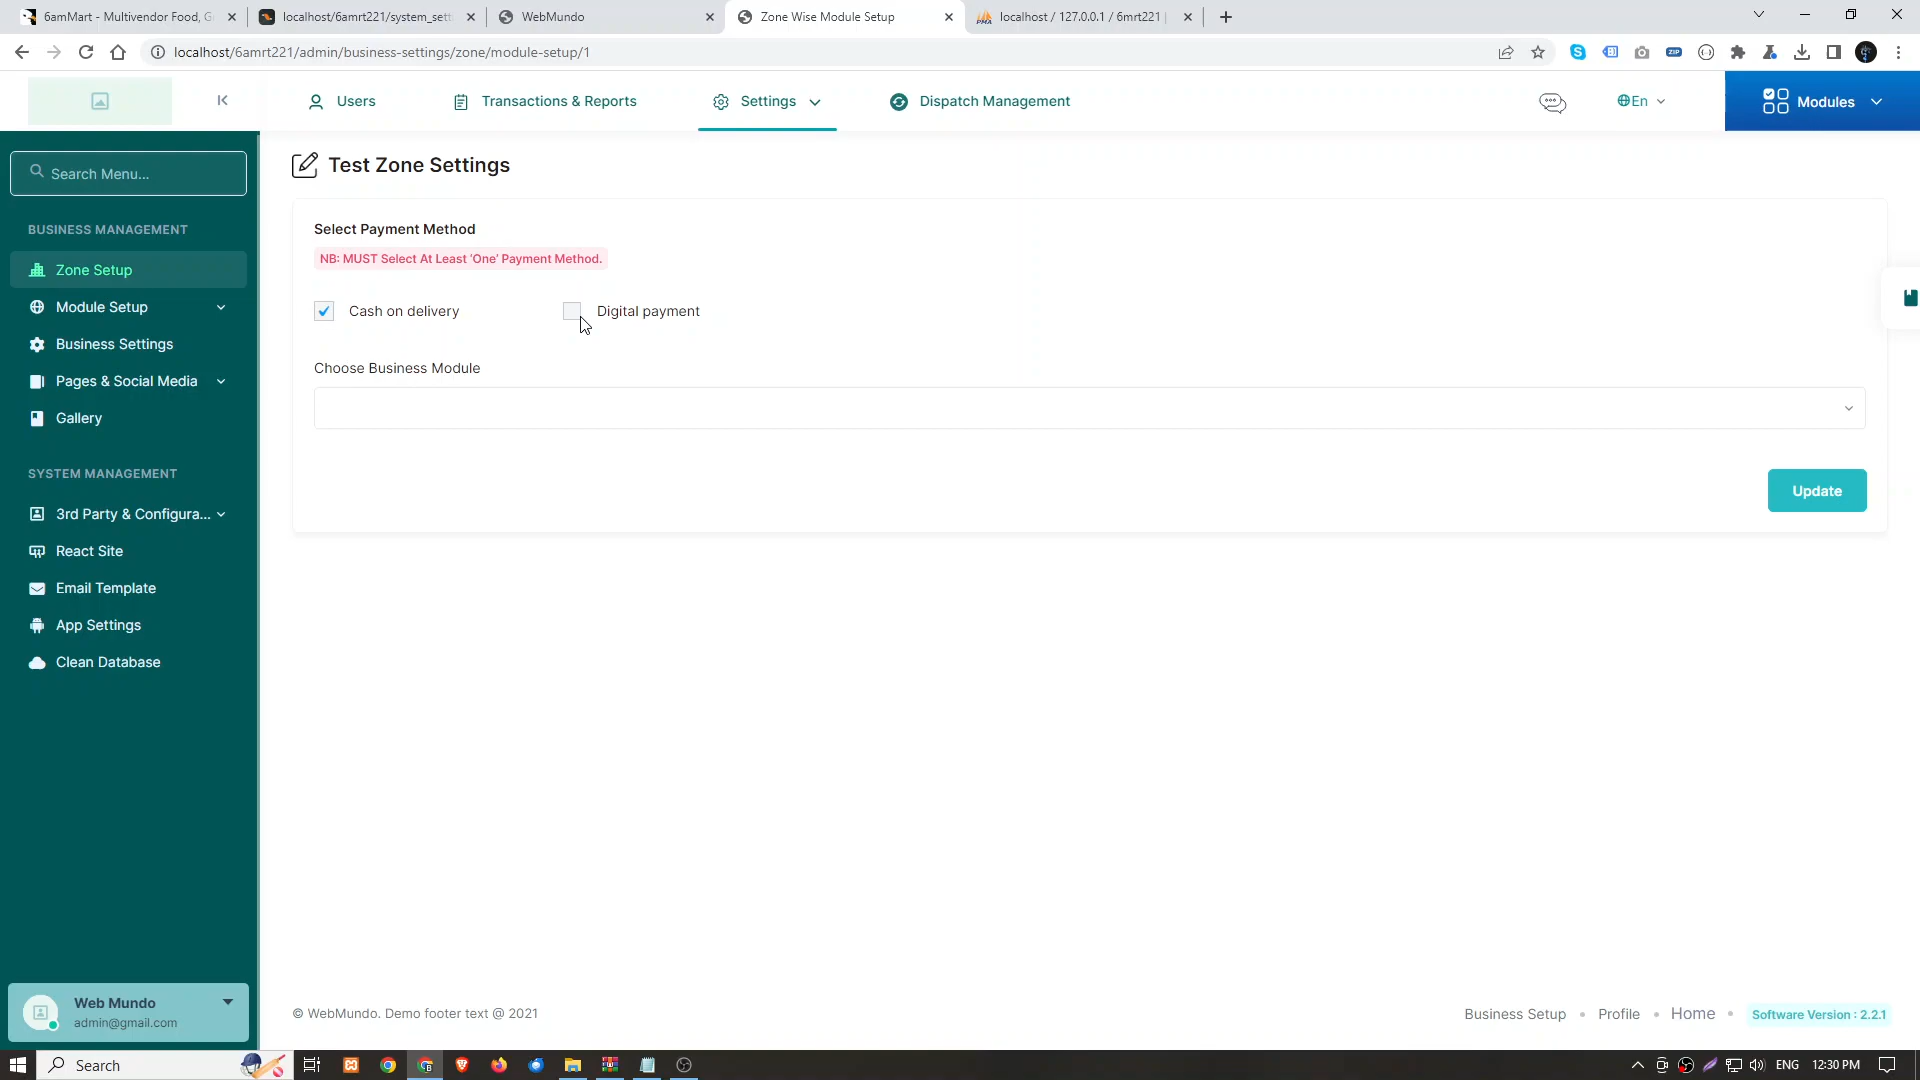 6amMart - Multivendor Food, G
localhost/6amrt221/system_sett
WebMundo
Zone Wise Module Setup
localhost / 127.0.0.1 / 6mrt221 |
localhost/6amrt221/admin/business-settings/zone/module-setup/1
Users
Transactions & Reports
Settings
Dispatch Management
En
Modules
Search Menu...
BUSINESS MANAGEMENT
Zone Setup
Module Setup
Business Settings
Pages & Social Media
Gallery
SYSTEM MANAGEMENT
3rd Party & Configura...
React Site
Email Template
App Settings
Clean Database
Web Mundo
admin@gmail.com
Test Zone Settings
Select Payment Method
NB: MUST Select At Least ‘One’ Payment Method.
Cash on delivery
Digital payment
Choose Business Module
Update
© WebMundo. Demo footer text @ 2021
Business Setup • Profile • Home • Software Version : 2.2.1
Search
ENG
12:30 PM